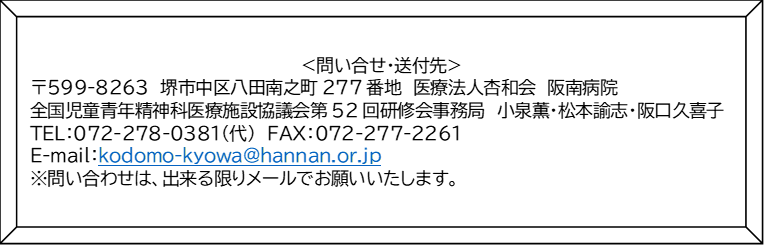 ＜問い合せ・送付先＞
〒599-8263　堺市中区八田南之町 277 番地　医療法人杏和会　阪南病院
全国児童青年精神科医療施設協議会第 52 回研修会事務局　小泉薫・松本諭志・阪口久喜子
TEL：072-278-0381（代）　FAX：072-277-2261
E-mail：kodomo-kyowa@hannan.or.jp
※問い合わせは、出来る限りメールでお願いいたします。